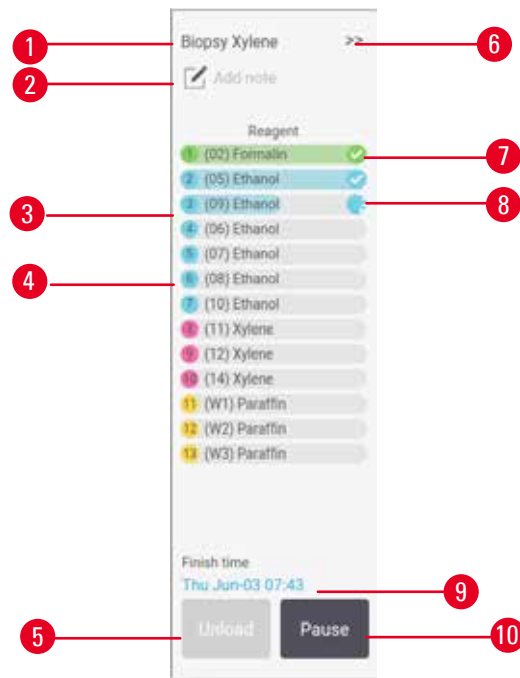 1 Biopsy Xylene >> 6
2 Add note
Reagent
1 (02) Formalin 7
2 (05) Ethanol
3 3 (09) Ethanol 8
4 (06) Ethanol
5 (07) Ethanol
4 6 (08) Ethanol
7 (10) Ethanol
8 (11) Xylene
9 (12) Xylene
10 (14) Xylene
11 (W1) Paraffin
12 (W2) Paraffin
13 (W3) Paraffin
Finish time
Thu Jun-03 07:43 9
5 Unload Pause 10